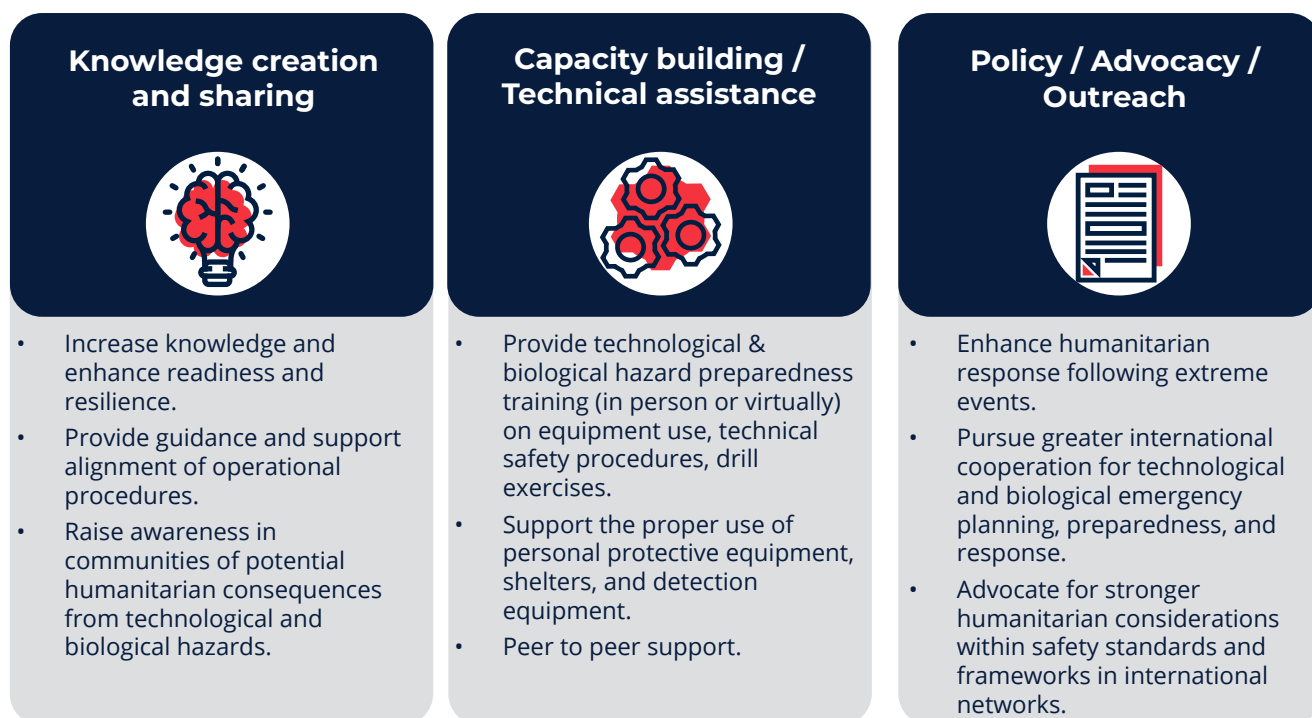 Knowledge creation
and sharing
• Increase knowledge and
enhance readiness and
resilience.
• Provide guidance and support
alignment of operational
procedures.
• Raise awareness in
communities of potential
humanitarian consequences
from technological and
biological hazards.
Capacity building /
Technical assistance
• Provide technological &
biological hazard preparedness
training (in person or virtually)
on equipment use, technical
safety procedures, drill
exercises.
• Support the proper use of
personal protective equipment,
shelters, and detection
equipment.
• Peer to peer support.
Policy / Advocacy /
Outreach
• Enhance humanitarian
response following extreme
events.
• Pursue greater international
cooperation for technological
and biological emergency
planning, preparedness, and
response.
• Advocate for stronger
humanitarian considerations
within safety standards and
frameworks in international
networks.